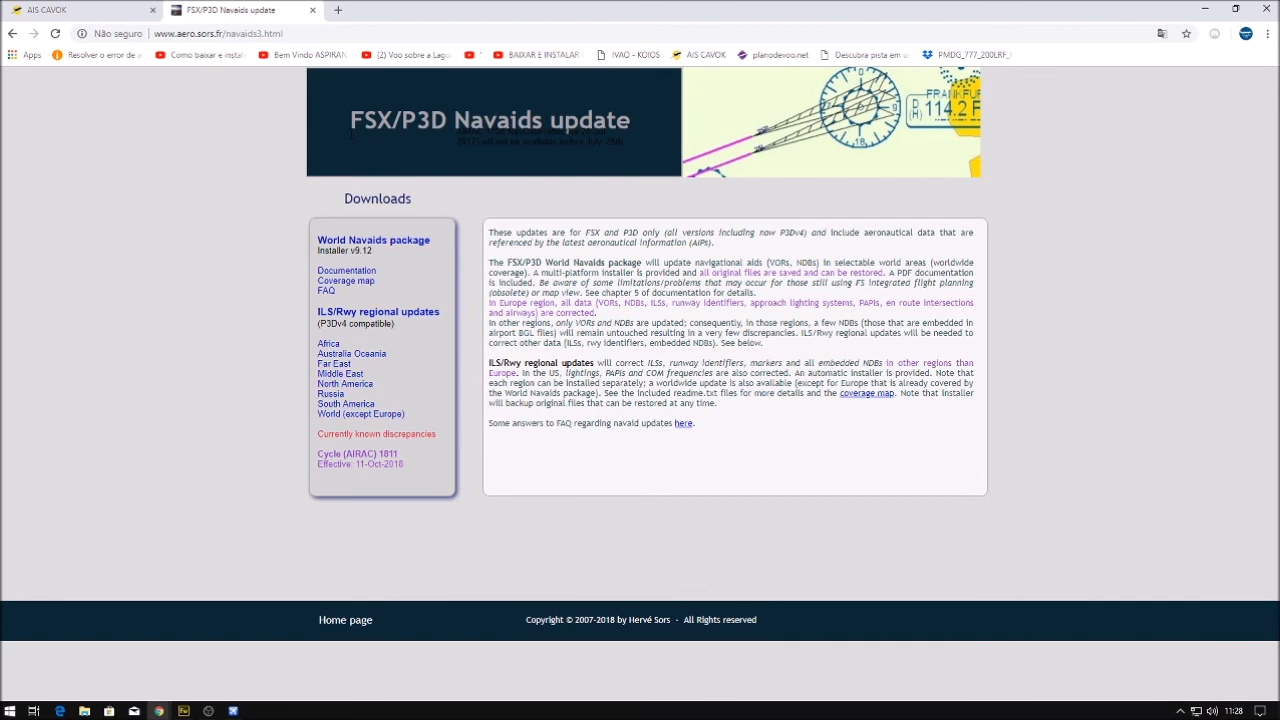 AIS CAVOK
FSX/P3D Navaids update
Não seguro
www.aero.sors.fr/navaids3.html
Apps
Resolver o error de a
Como baixar e instal
Bem Vindo ASPIRAN
(2) Voo sobre a Lago
BAIXAR E INSTALAR
IVAO - KOIOS
AIS CAVOK
planodevoo.net
Descubra pista em u
PMDG_777_200LRF_
FSX/P3D Navaids update
2017) will not be available before July, 25th
FRANKFUR
114.2 F
Downloads
World Navaids package
Installer v9.12
Documentation
Coverage map
FAQ
ILS/Rwy regional updates
(P3Dv4 compatible)
Africa
Australia Oceania
Far East
Middle East
North America
Russia
South America
World (except Europe)
Currently known discrepancies
Cycle (AIRAC) 1811
Effective: 11-Oct-2018
These updates are for FSX and P3D only (all versions including now P3Dv4) and include aeronautical data that are
referenced by the latest aeronautical information (AIPs).
The FSX/P3D World Navaids package will update navigational aids (VORs, NDBs) in selectable world areas (worldwide
coverage). A multi-platform installer is provided and all original files are saved and can be restored. A PDF documentation
is included. Be aware of some limitations/problems that may occur for those still using FS integrated flight planning
(obsolete) or map view. See chapter 5 of documentation for details.
In Europe region, all data (VORs, NDBs, ILSs, runway identifiers, approach lighting systems, PAPIs, en route intersections
and airways) are corrected.
In other regions, only VORs and NDBs are updated; consequently, in those regions, a few NDBs (those that are embedded in
airport BGL files) will remain untouched resulting in a very few discrepancies. ILS/Rwy regional updates will be needed to
correct other data (ILSs, rwy identifiers, embedded NDBs). See below.
ILS/Rwy regional updates will correct ILSs, runway identifiers, markers and all embedded NDBs in other regions than
Europe. In the US, lightings, PAPIs and COM frequencies are also corrected. An automatic installer is provided. Note that
each region can be installed separately; a worldwide update is also available (except for Europe that is already covered by
the World Navaids package). See the included readme.txt files for more details and the coverage map. Note that installer
will backup original files that can be restored at any time.
Some answers to FAQ regarding navaid updates here.
Home page
Copyright © 2007-2018 by Hervé Sors · All Rights reserved
11:28